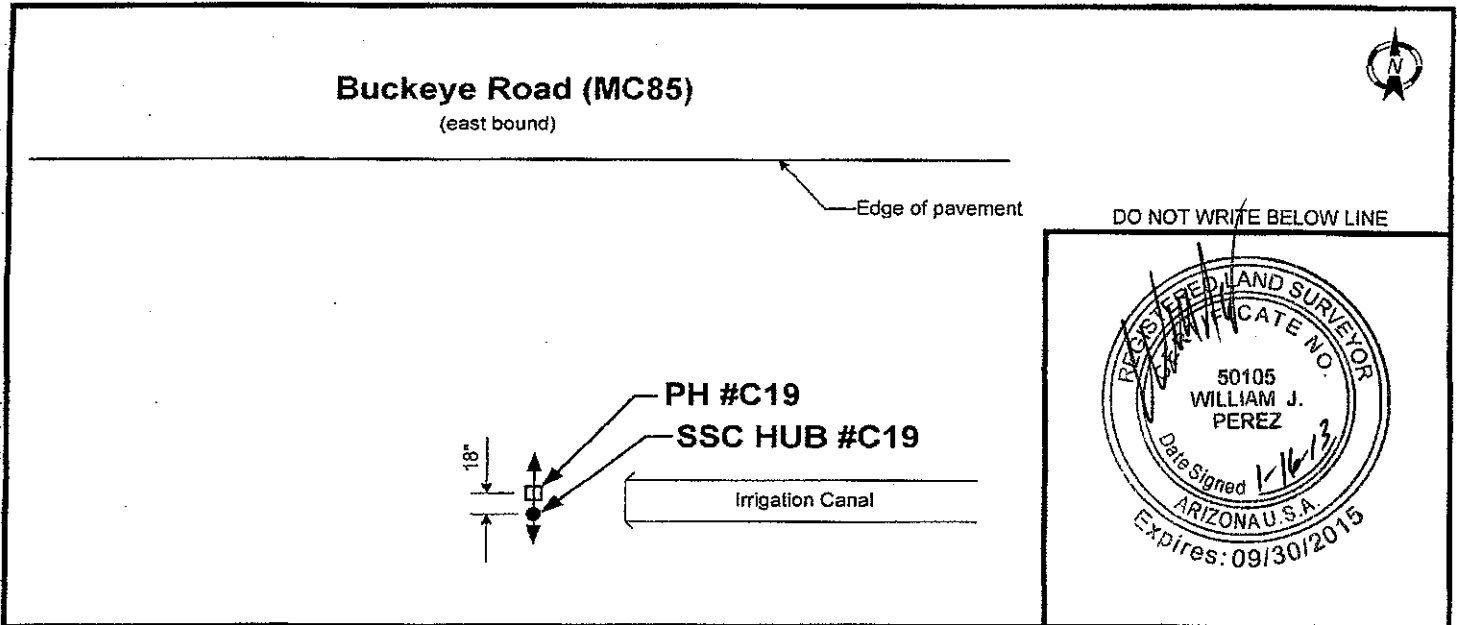 Buckeye Road (MC85)
(east bound)
N
Edge of pavement
DO NOT WRITE BELOW LINE
PH #C19
SSC HUB #C19
18"
Irrigation Canal
REGISTERED LAND SURVEYOR
CERTIFICATE NO.
50105
WILLIAM J.
PEREZ
Date Signed 1-16-13
ARIZONA U.S.A.
Expires: 09/30/2015